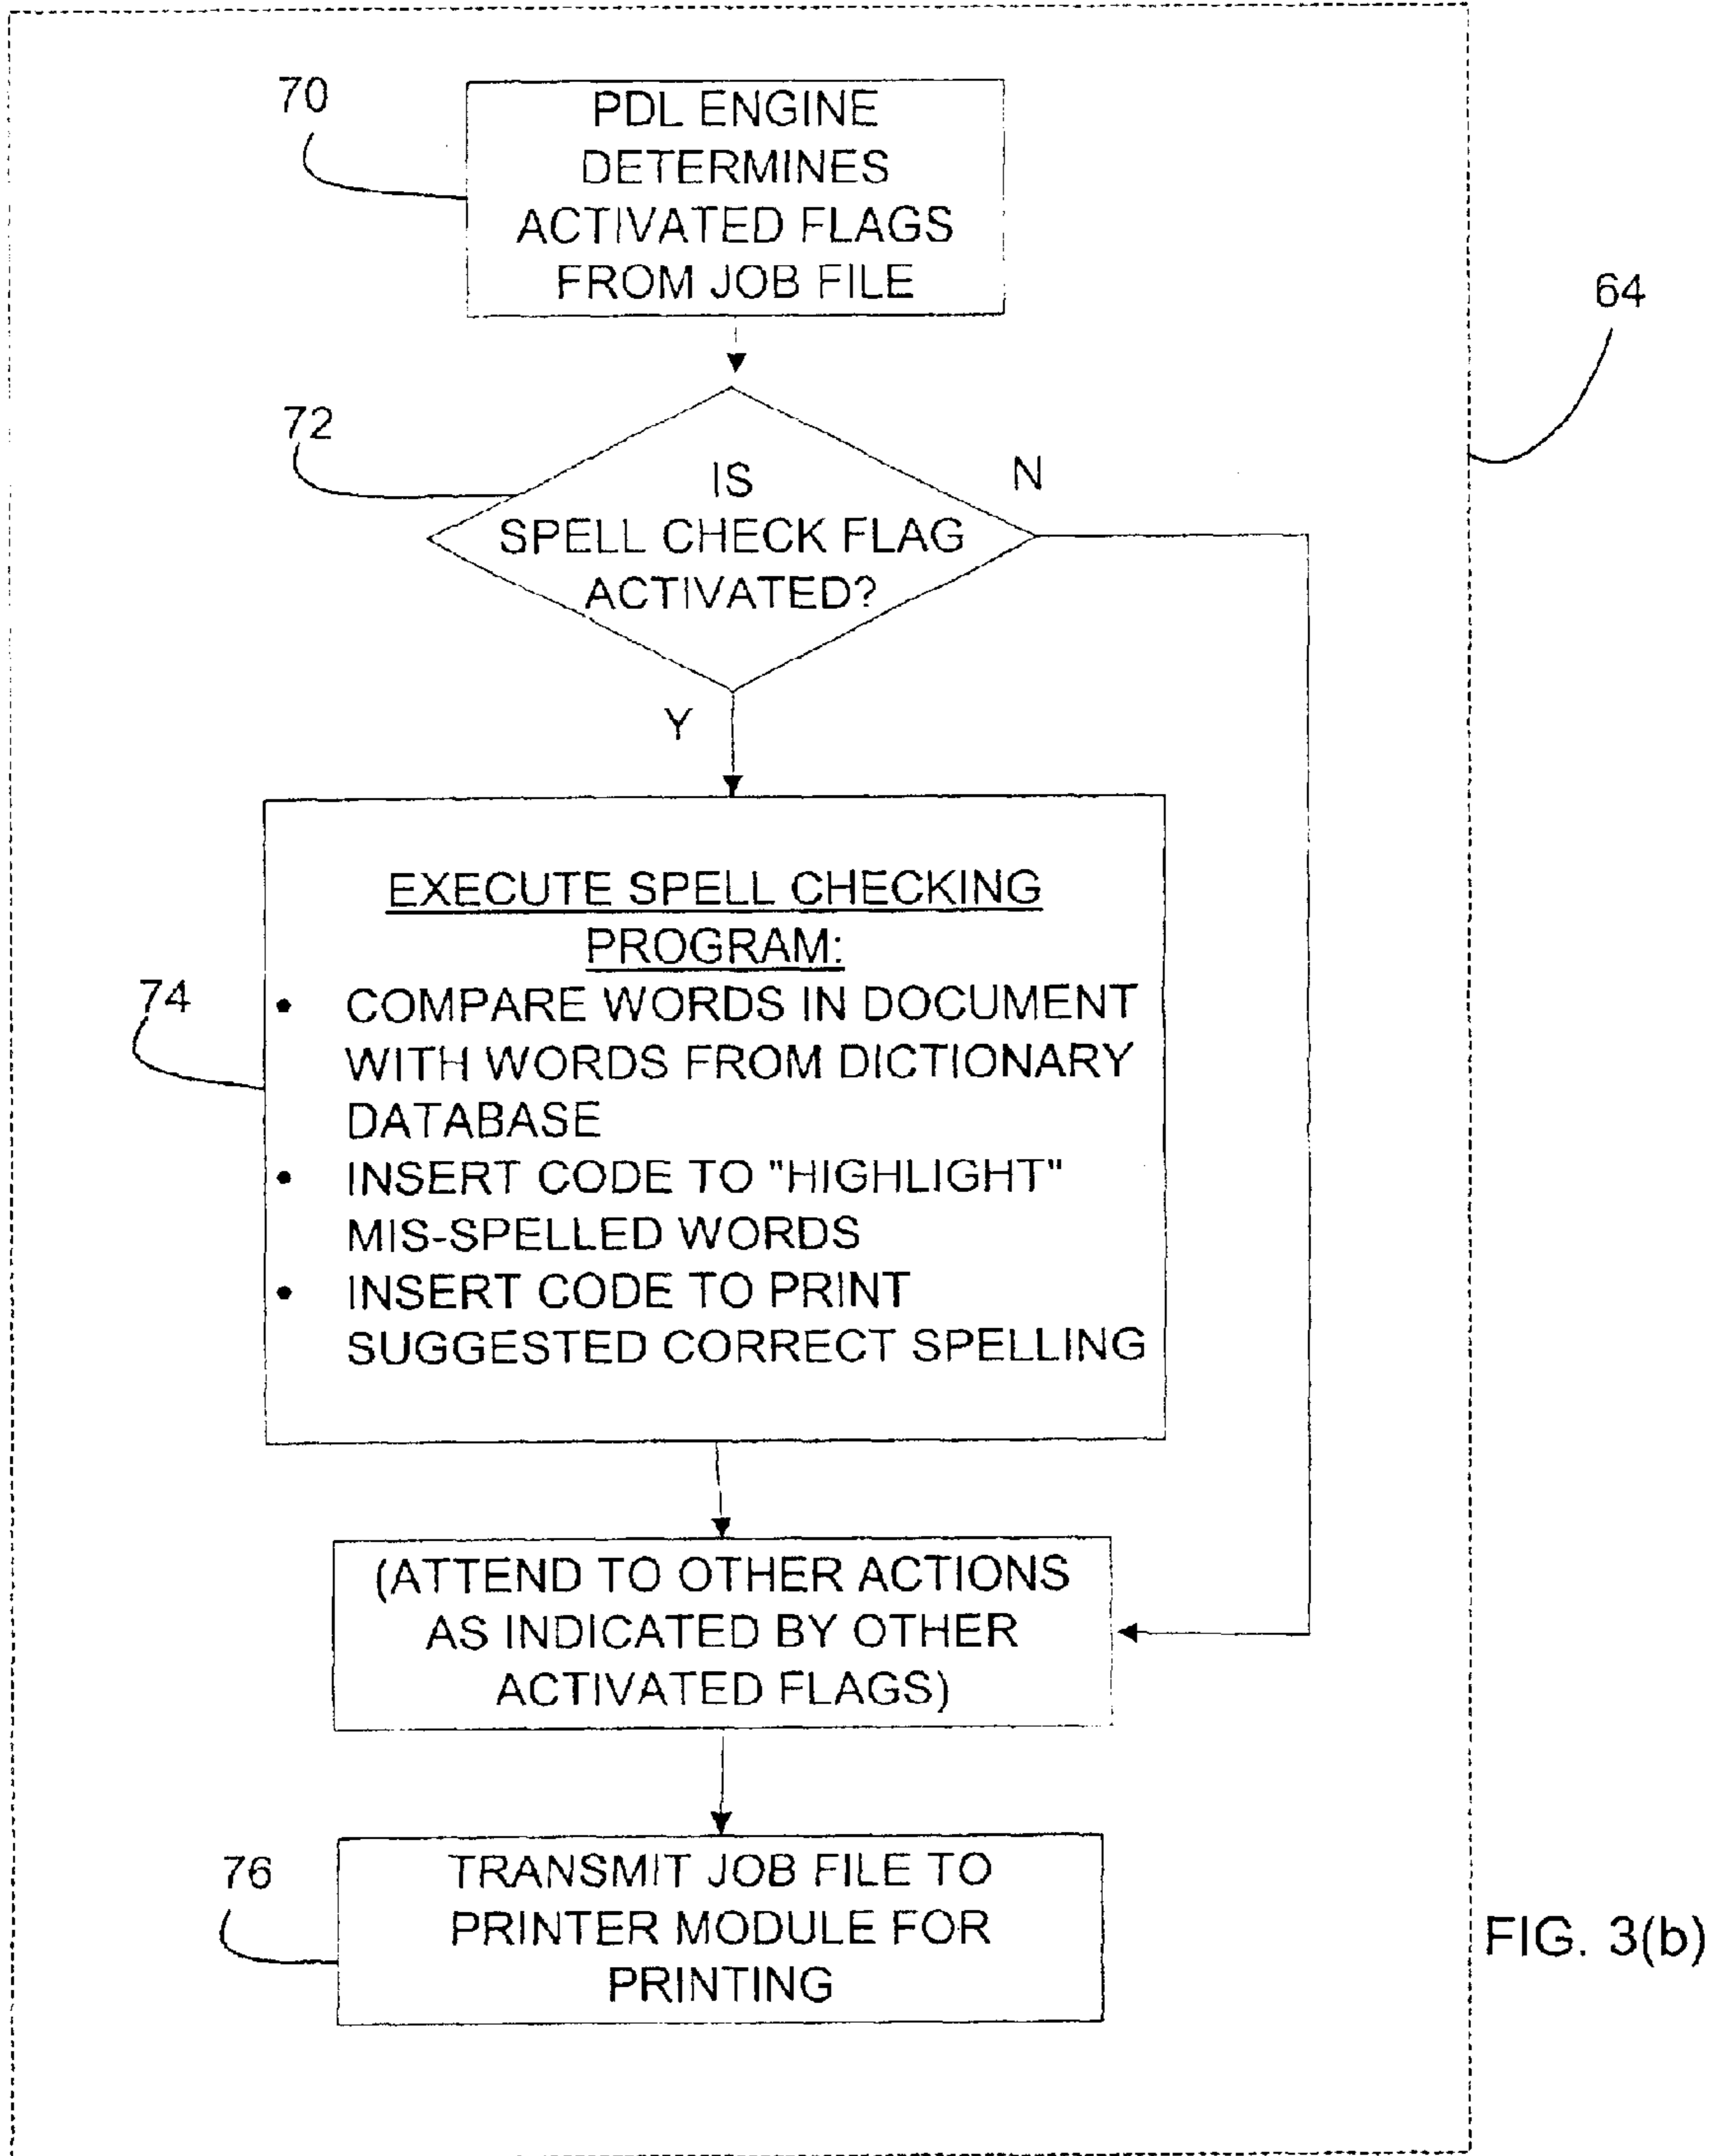 70
PDL ENGINE
DETERMINES
ACTIVATED FLAGS
FROM JOB FILE
64
72
IS
SPELL CHECK FLAG
ACTIVATED?
N
Y
74
EXECUTE SPELL CHECKING
PROGRAM:
• COMPARE WORDS IN DOCUMENT
WITH WORDS FROM DICTIONARY
DATABASE
• INSERT CODE TO "HIGHLIGHT"
MIS-SPELLED WORDS
• INSERT CODE TO PRINT
SUGGESTED CORRECT SPELLING
(ATTEND TO OTHER ACTIONS
AS INDICATED BY OTHER
ACTIVATED FLAGS)
76
TRANSMIT JOB FILE TO
PRINTER MODULE FOR
PRINTING
FIG. 3(b)